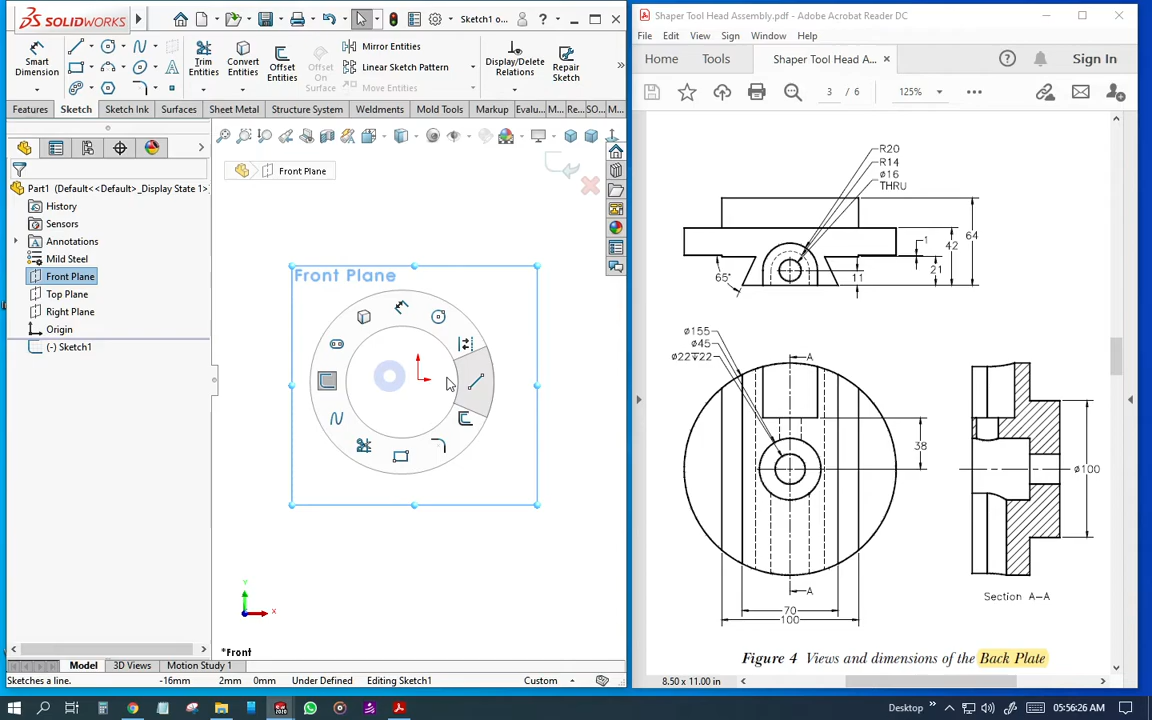 SOLIDWORKS
Sketch1 o...
Shaper Tool Head Assembly.pdf - Adobe Acrobat Reader DC
File Edit View Sign Window Help
Smart Dimension
Trim Entities
Convert Entities
Offset Entities
Offset On Surface
Mirror Entities
Linear Sketch Pattern
Move Entities
Display/Delete Relations
Repair Sketch
Home Tools Shaper Tool Head A... × Sign In
3 / 6 125%
Features Sketch Sketch Ink Surfaces Sheet Metal Structure System Weldments Mold Tools Markup Evalu... M... Re... SO... M...
Front Plane
Part1 (Default<<Default>_Display State 1>)
History
Sensors
Annotations
Mild Steel
Front Plane
Top Plane
Right Plane
Origin
(-) Sketch1
Front Plane
Y
X
*Front
R20
R14
ø16
THRU
1
42
64
65°
11
21
ø155
ø45
ø22↧22
A
38
ø100
A
70
100
Section A-A
Figure 4 Views and dimensions of the Back Plate
Model 3D Views Motion Study 1
Sketches a line. -16mm 2mm 0mm Under Defined Editing Sketch1 Custom
8.50 x 11.00 in
Desktop
05:56:26 AM